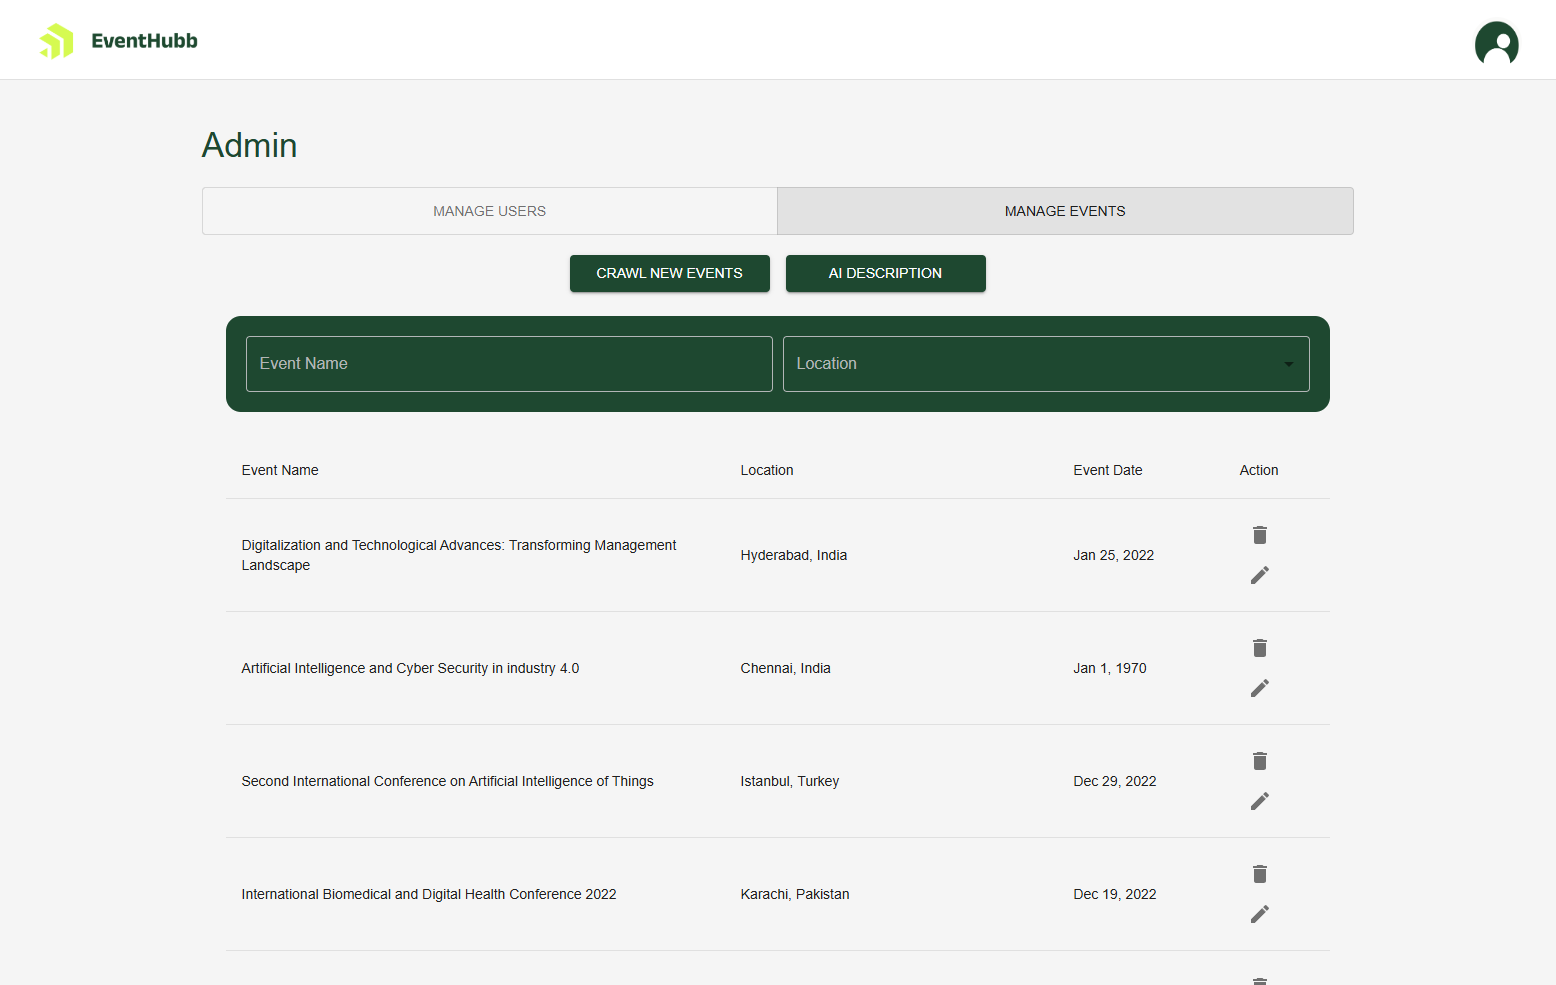 EventHubb
Admin
MANAGE USERS
MANAGE EVENTS
CRAWL NEW EVENTS
AI DESCRIPTION
Event Name
Location
Event Name
Location
Event Date
Action
Digitalization and Technological Advances: Transforming Management
Landscape
Hyderabad, India
Jan 25, 2022
Artificial Intelligence and Cyber Security in industry 4.0
Chennai, India
Jan 1, 1970
Second International Conference on Artificial Intelligence of Things
Istanbul, Turkey
Dec 29, 2022
International Biomedical and Digital Health Conference 2022
Karachi, Pakistan
Dec 19, 2022